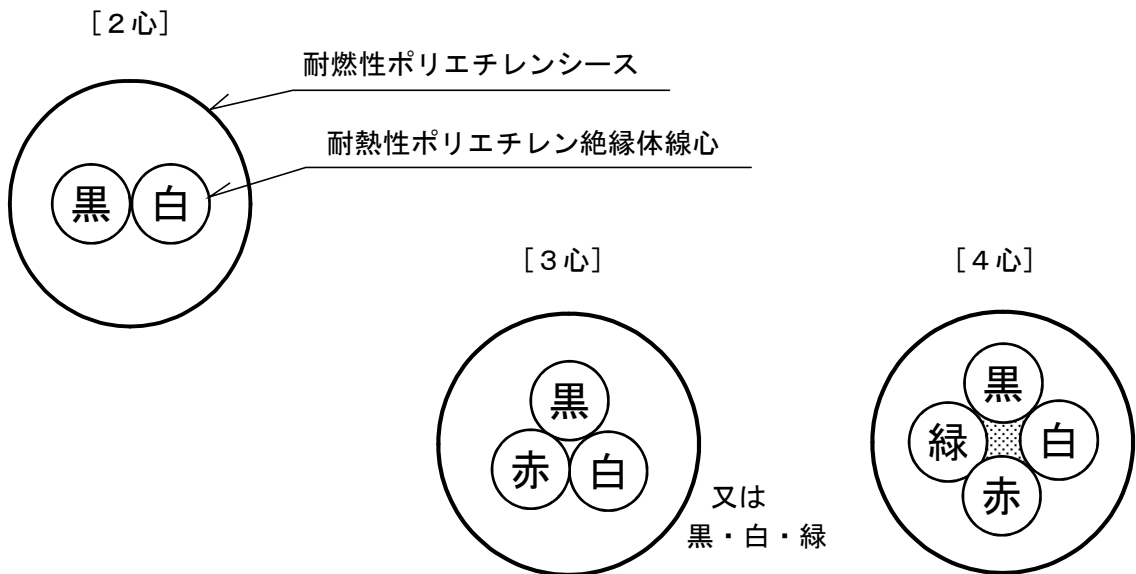 ［２心］
耐燃性ポリエチレンシース
耐熱性ポリエチレン絶縁体線心
黒 白
［３心］
黒
赤 白
又は
黒・白・緑
［４心］
黒
緑 白
赤